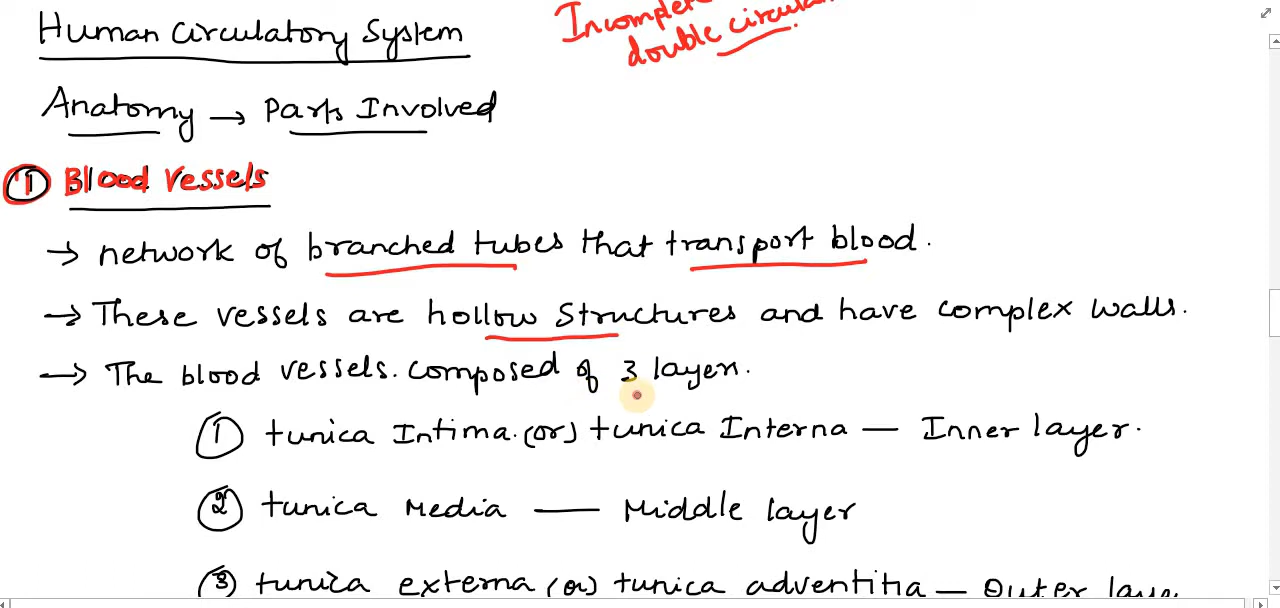 Human Circulatory System
Incomplete
double circula
Anatomy → Parts Involved
① Blood Vessels
→ network of branched tubes that transport blood.
→ These vessels are hollow structures and have complex walls.
→ The blood vessels. composed of 3 layer.
① tunica Intima. (or) tunica Interna — Inner layer.
② tunica Media — Middle layer
③ tunica externa (or) tunica adventitia — Outer laye